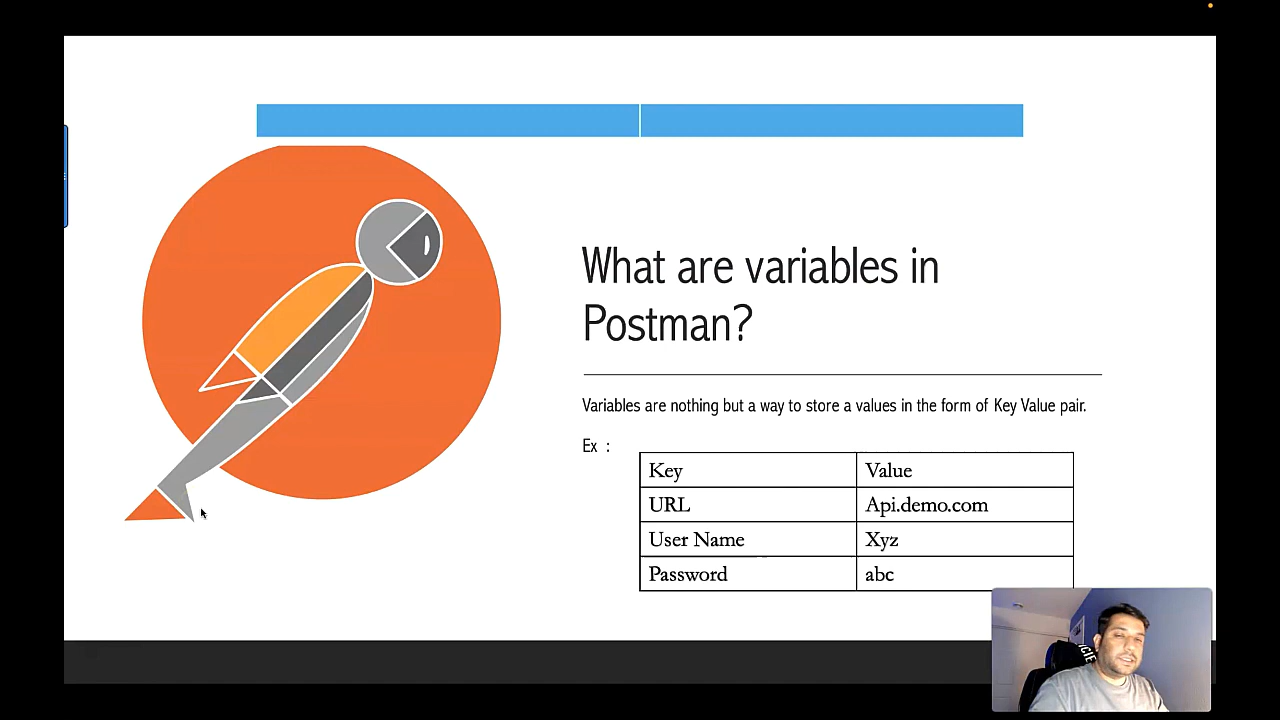 What are variables in
Postman?
Variables are nothing but a way to store a values in the form of Key Value pair.
Ex :
Key Value
URL Api.demo.com
User Name Xyz
Password abc